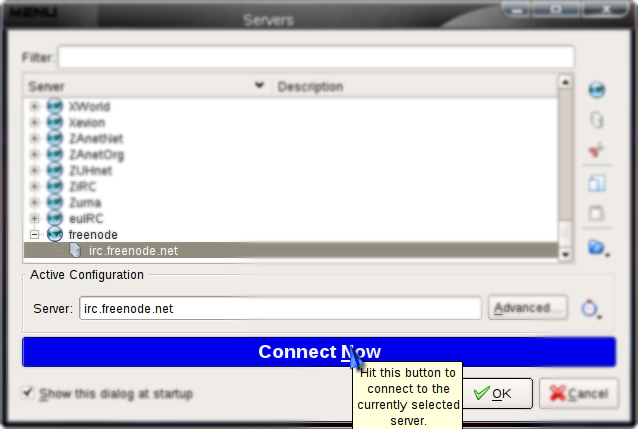 MENU
Servers
Filter:
Server Description
XWorld
Xevion
ZAnetNet
ZAnetOrg
ZUHnet
ZiRC
Zurna
euIRC
freenode
irc.freenode.net
Active Configuration
Server: irc.freenode.net Advanced...
Connect Now
Hit this button to
connect to the
currently selected
server.
Show this dialog at startup
OK Cancel